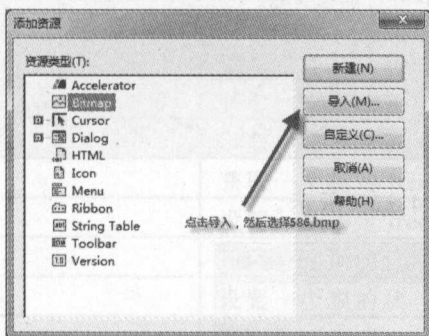 添加资源
资源类型(T):
Accelerator
Bitmap
Cursor
Dialog
HTML
Icon
Menu
Ribbon
String Table
Toolbar
Version
新建(N)
导入(M)...
自定义(C)...
取消(A)
帮助(H)
点击导入，然后选择586.bmp